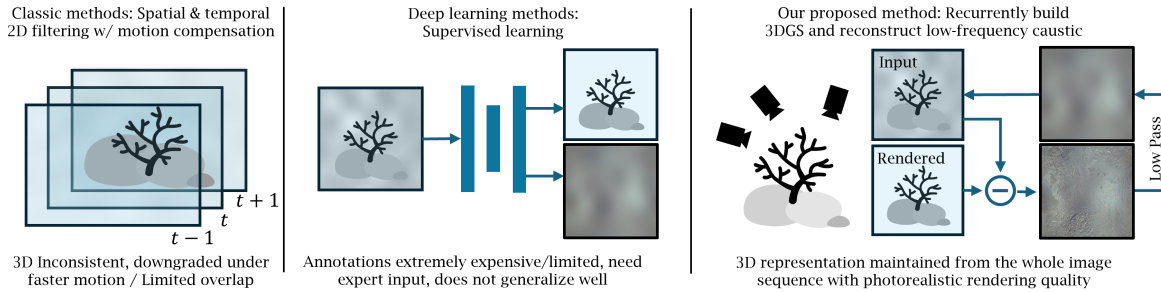 Classic methods: Spatial & temporal
2D filtering w/ motion compensation
t + 1
t
t − 1
3D Inconsistent, downgraded under
faster motion / Limited overlap
Deep learning methods:
Supervised learning
Annotations extremely expensive/limited, need
expert input, does not generalize well
Our proposed method: Recurrently build
3DGS and reconstruct low-frequency caustic
Input
Rendered
Low Pass
3D representation maintained from the whole image
sequence with photorealistic rendering quality